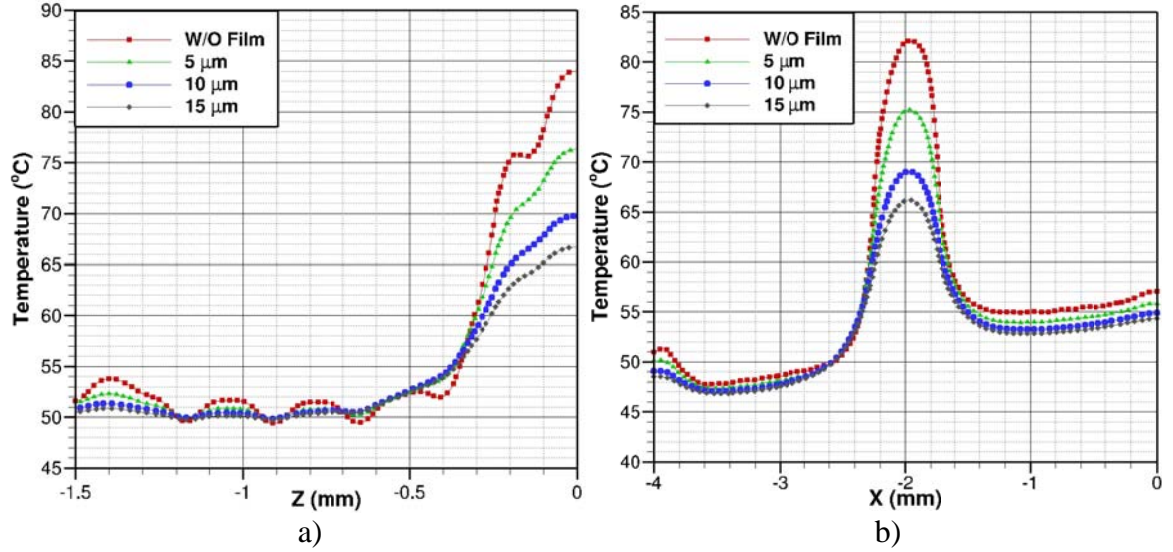 90
85
80
75
70
65
60
55
50
45
Temperature (°C)
W/O Film
5 μm
10 μm
15 μm
-1.5
-1
-0.5
0
Z (mm)
a)
85
80
75
70
65
60
55
50
45
40
Temperature (°C)
W/O Film
5 μm
10 μm
15 μm
-4
-3
-2
-1
0
X (mm)
b)